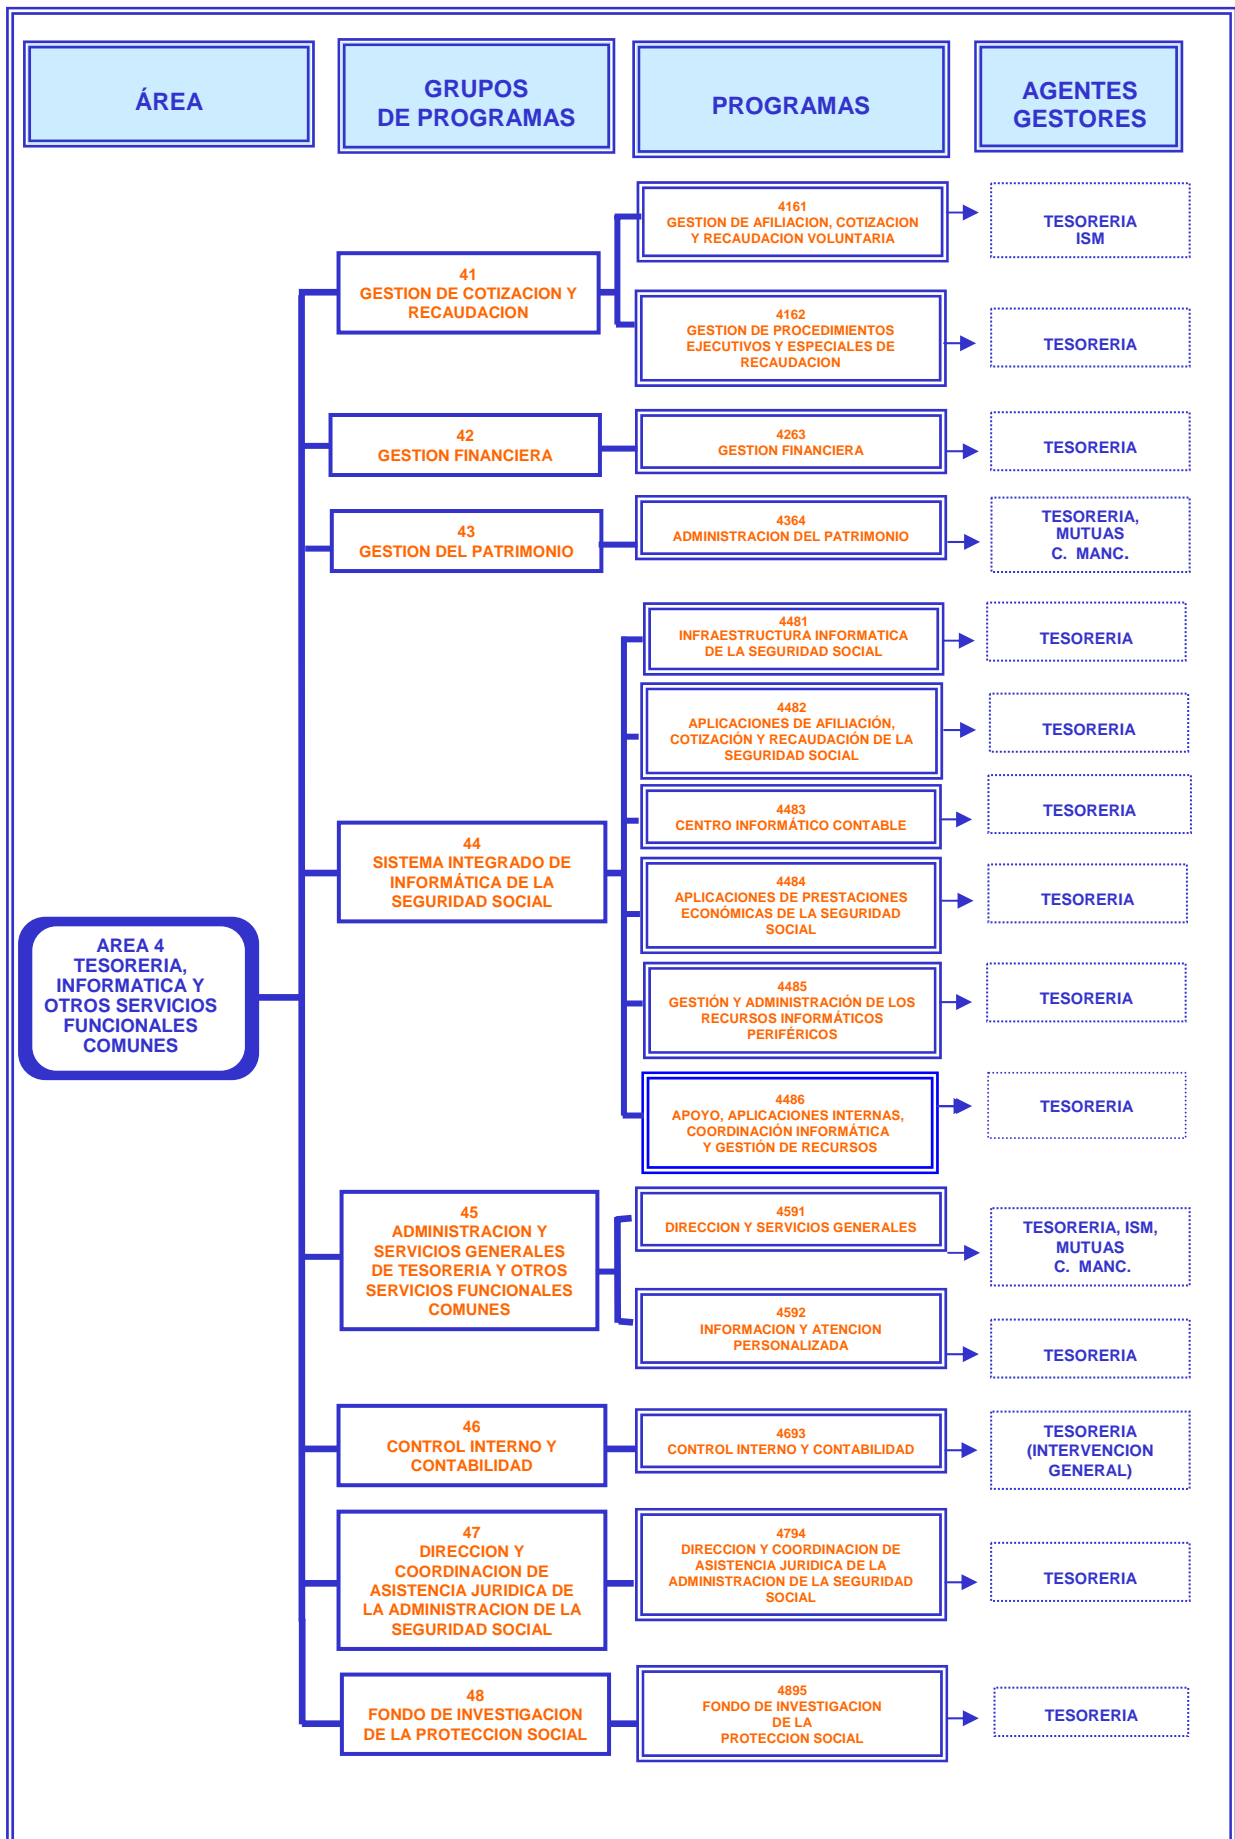 ÁREA
GRUPOS
DE PROGRAMAS
PROGRAMAS
AGENTES
GESTORES
AREA 4
TESORERIA,
INFORMATICA Y
OTROS SERVICIOS
FUNCIONALES
COMUNES
41
GESTION DE COTIZACION Y
RECAUDACION
4161
GESTION DE AFILIACION, COTIZACION
Y RECAUDACION VOLUNTARIA
TESORERIA
ISM
4162
GESTION DE PROCEDIMIENTOS
EJECUTIVOS Y ESPECIALES DE
RECAUDACION
TESORERIA
42
GESTION FINANCIERA
4263
GESTION FINANCIERA
TESORERIA
43
GESTION DEL PATRIMONIO
4364
ADMINISTRACION DEL PATRIMONIO
TESORERIA,
MUTUAS
C. MANC.
44
SISTEMA INTEGRADO DE
INFORMÁTICA DE LA
SEGURIDAD SOCIAL
4481
INFRAESTRUCTURA INFORMATICA
DE LA SEGURIDAD SOCIAL
TESORERIA
4482
APLICACIONES DE AFILIACIÓN,
COTIZACIÓN Y RECAUDACIÓN DE LA
SEGURIDAD SOCIAL
TESORERIA
4483
CENTRO INFORMÁTICO CONTABLE
TESORERIA
4484
APLICACIONES DE PRESTACIONES
ECONÓMICAS DE LA SEGURIDAD
SOCIAL
TESORERIA
4485
GESTIÓN Y ADMINISTRACIÓN DE LOS
RECURSOS INFORMÁTICOS
PERIFÉRICOS
TESORERIA
4486
APOYO, APLICACIONES INTERNAS,
COORDINACIÓN INFORMÁTICA
Y GESTIÓN DE RECURSOS
TESORERIA
45
ADMINISTRACION Y
SERVICIOS GENERALES
DE TESORERIA Y OTROS
SERVICIOS FUNCIONALES
COMUNES
4591
DIRECCION Y SERVICIOS GENERALES
TESORERIA, ISM,
MUTUAS
C. MANC.
4592
INFORMACION Y ATENCION
PERSONALIZADA
TESORERIA
46
CONTROL INTERNO Y
CONTABILIDAD
4693
CONTROL INTERNO Y CONTABILIDAD
TESORERIA
(INTERVENCION
GENERAL)
47
DIRECCION Y
COORDINACION DE
ASISTENCIA JURIDICA DE
LA ADMINISTRACION DE LA
SEGURIDAD SOCIAL
4794
DIRECCION Y COORDINACION DE
ASISTENCIA JURIDICA DE LA
ADMINISTRACION DE LA SEGURIDAD
SOCIAL
TESORERIA
48
FONDO DE INVESTIGACION
DE LA PROTECCION SOCIAL
4895
FONDO DE INVESTIGACION
DE LA
PROTECCION SOCIAL
TESORERIA